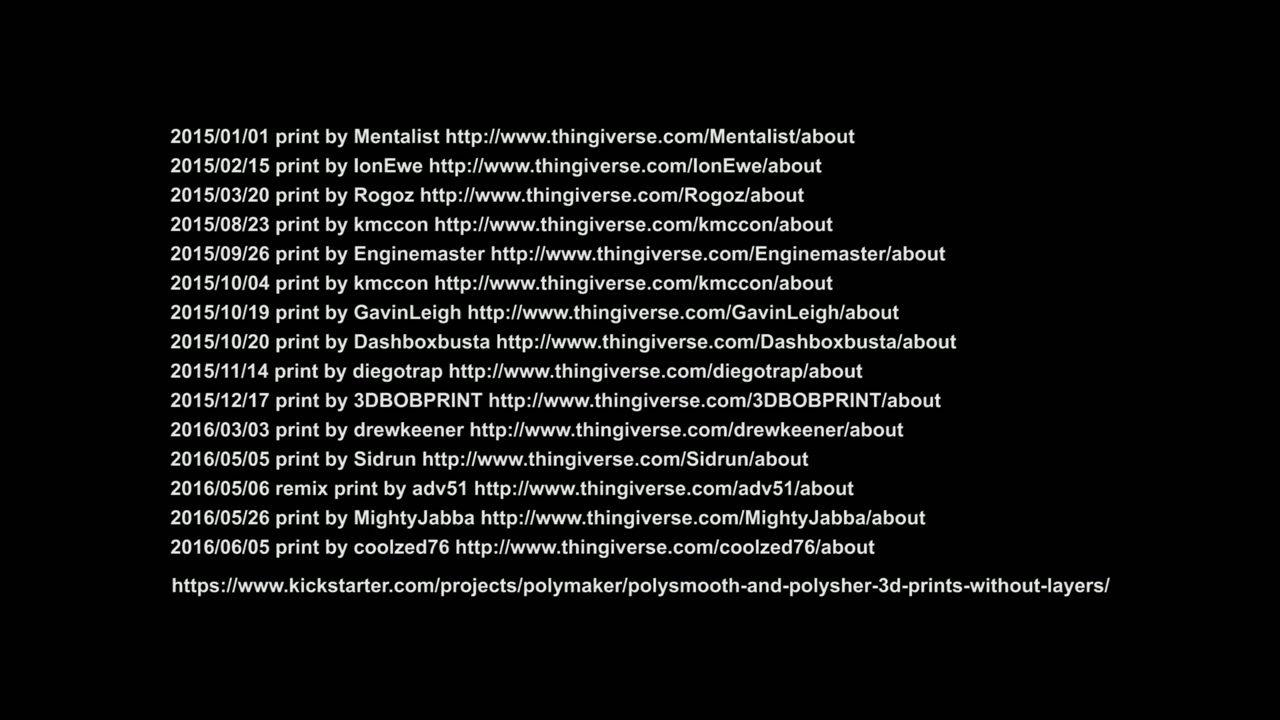 2015/01/01 print by Mentalist http://www.thingiverse.com/Mentalist/about
2015/02/15 print by IonEwe http://www.thingiverse.com/IonEwe/about
2015/03/20 print by Rogoz http://www.thingiverse.com/Rogoz/about
2015/08/23 print by kmccon http://www.thingiverse.com/kmccon/about
2015/09/26 print by Enginemaster http://www.thingiverse.com/Enginemaster/about
2015/10/04 print by kmccon http://www.thingiverse.com/kmccon/about
2015/10/19 print by GavinLeigh http://www.thingiverse.com/GavinLeigh/about
2015/10/20 print by Dashboxbusta http://www.thingiverse.com/Dashboxbusta/about
2015/11/14 print by diegotrap http://www.thingiverse.com/diegotrap/about
2015/12/17 print by 3DBOBPRINT http://www.thingiverse.com/3DBOBPRINT/about
2016/03/03 print by drewkeener http://www.thingiverse.com/drewkeener/about
2016/05/05 print by Sidrun http://www.thingiverse.com/Sidrun/about
2016/05/06 remix print by adv51 http://www.thingiverse.com/adv51/about
2016/05/26 print by MightyJabba http://www.thingiverse.com/MightyJabba/about
2016/06/05 print by coolzed76 http://www.thingiverse.com/coolzed76/about
https://www.kickstarter.com/projects/polymaker/polysmooth-and-polysher-3d-prints-without-layers/